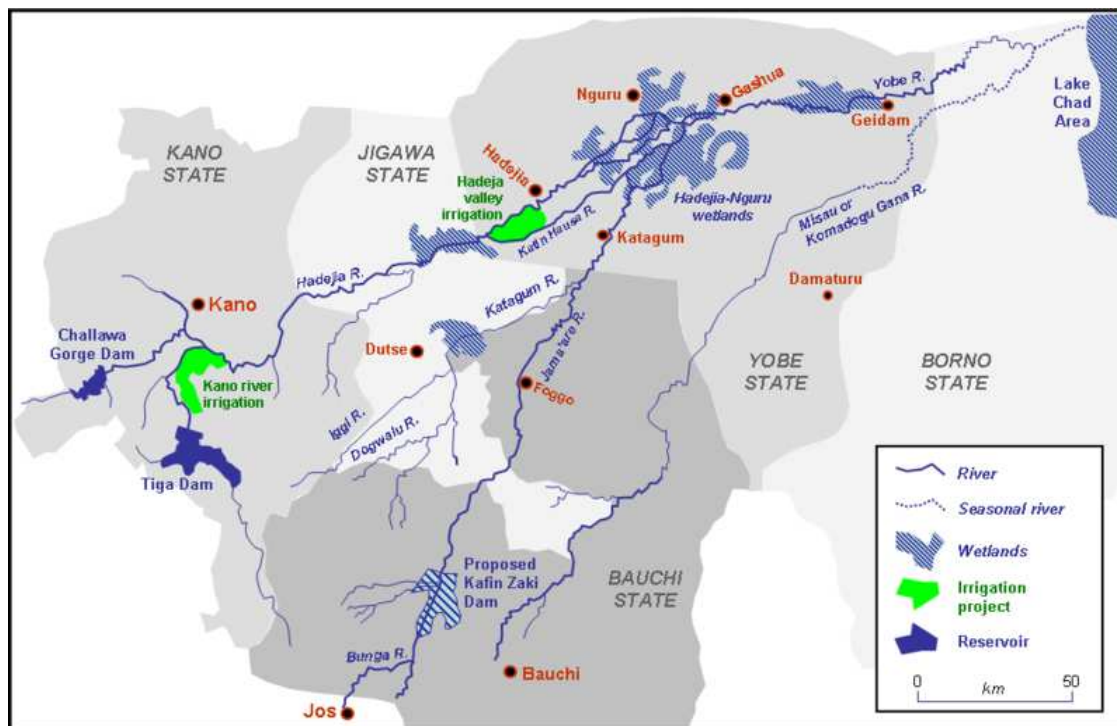 KANO
STATE
JIGAWA
STATE
Nguru
Gashua
Yobe R.
Geidam
Lake
Chad
Area
Hadejia
Hadeja
valley
irrigation
Kafin Hausa R.
Hadejia-Nguru
wetlands
Katagum
Misau or
Komadogu Gana R.
Damaturu
Hadejia R.
Kano
Katagum R.
Challawa
Gorge Dam
Dutse
Jama'are R.
Kano river
irrigation
Foggo
YOBE
STATE
BORNO
STATE
Iggi R.
Dogwalu R.
Tiga Dam
Proposed
Kafin Zaki
Dam
BAUCHI
STATE
Bunga R.
Bauchi
Jos
River
Seasonal river
Wetlands
Irrigation
project
Reservoir
0
50
km